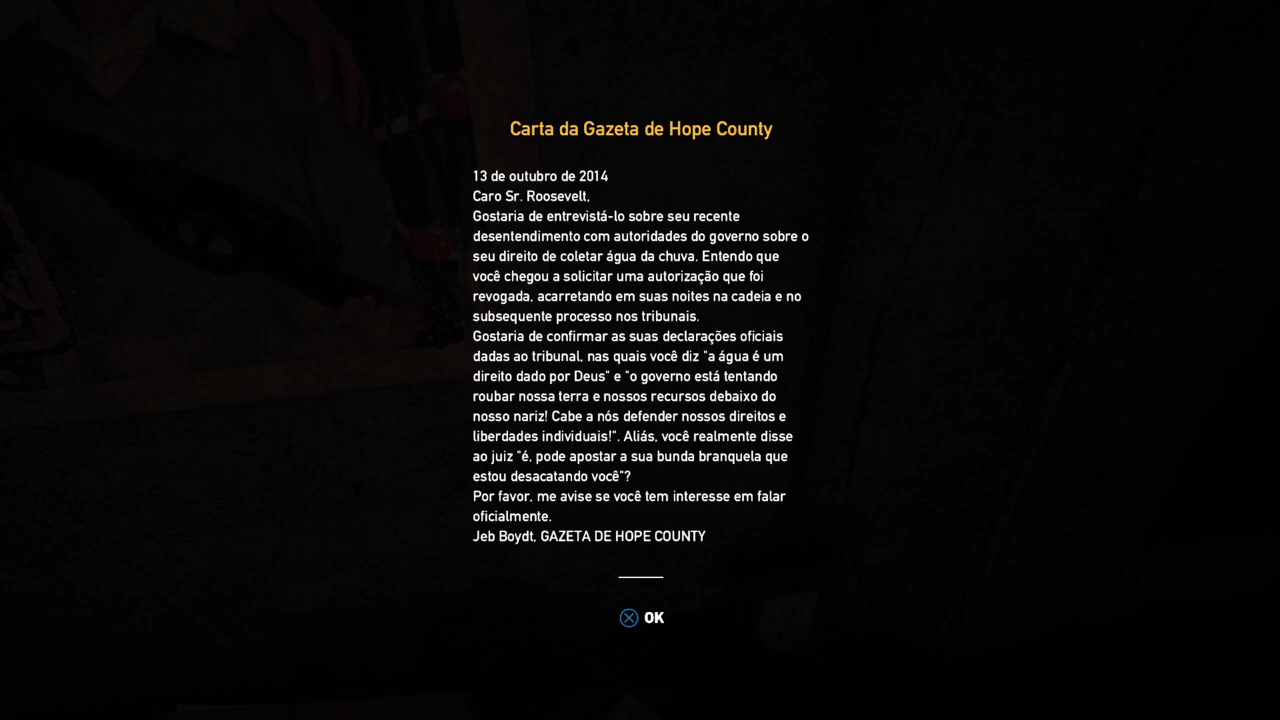 Carta da Gazeta de Hope County
13 de outubro de 2014
Caro Sr. Roosevelt,
Gostaria de entrevistá-lo sobre seu recente
desentendimento com autoridades do governo sobre o
seu direito de coletar água da chuva. Entendo que
você chegou a solicitar uma autorização que foi
revogada, acarretando em suas noites na cadeia e no
subsequente processo nos tribunais.
Gostaria de confirmar as suas declarações oficiais
dadas ao tribunal, nas quais você diz "a água é um
direito dado por Deus" e "o governo está tentando
roubar nossa terra e nossos recursos debaixo do
nosso nariz! Cabe a nós defender nossos direitos e
liberdades individuais!". Aliás, você realmente disse
ao juiz "é, pode apostar a sua bunda branquela que
estou desacatando você"?
Por favor, me avise se você tem interesse em falar
oficialmente.
Jeb Boydt, GAZETA DE HOPE COUNTY
OK